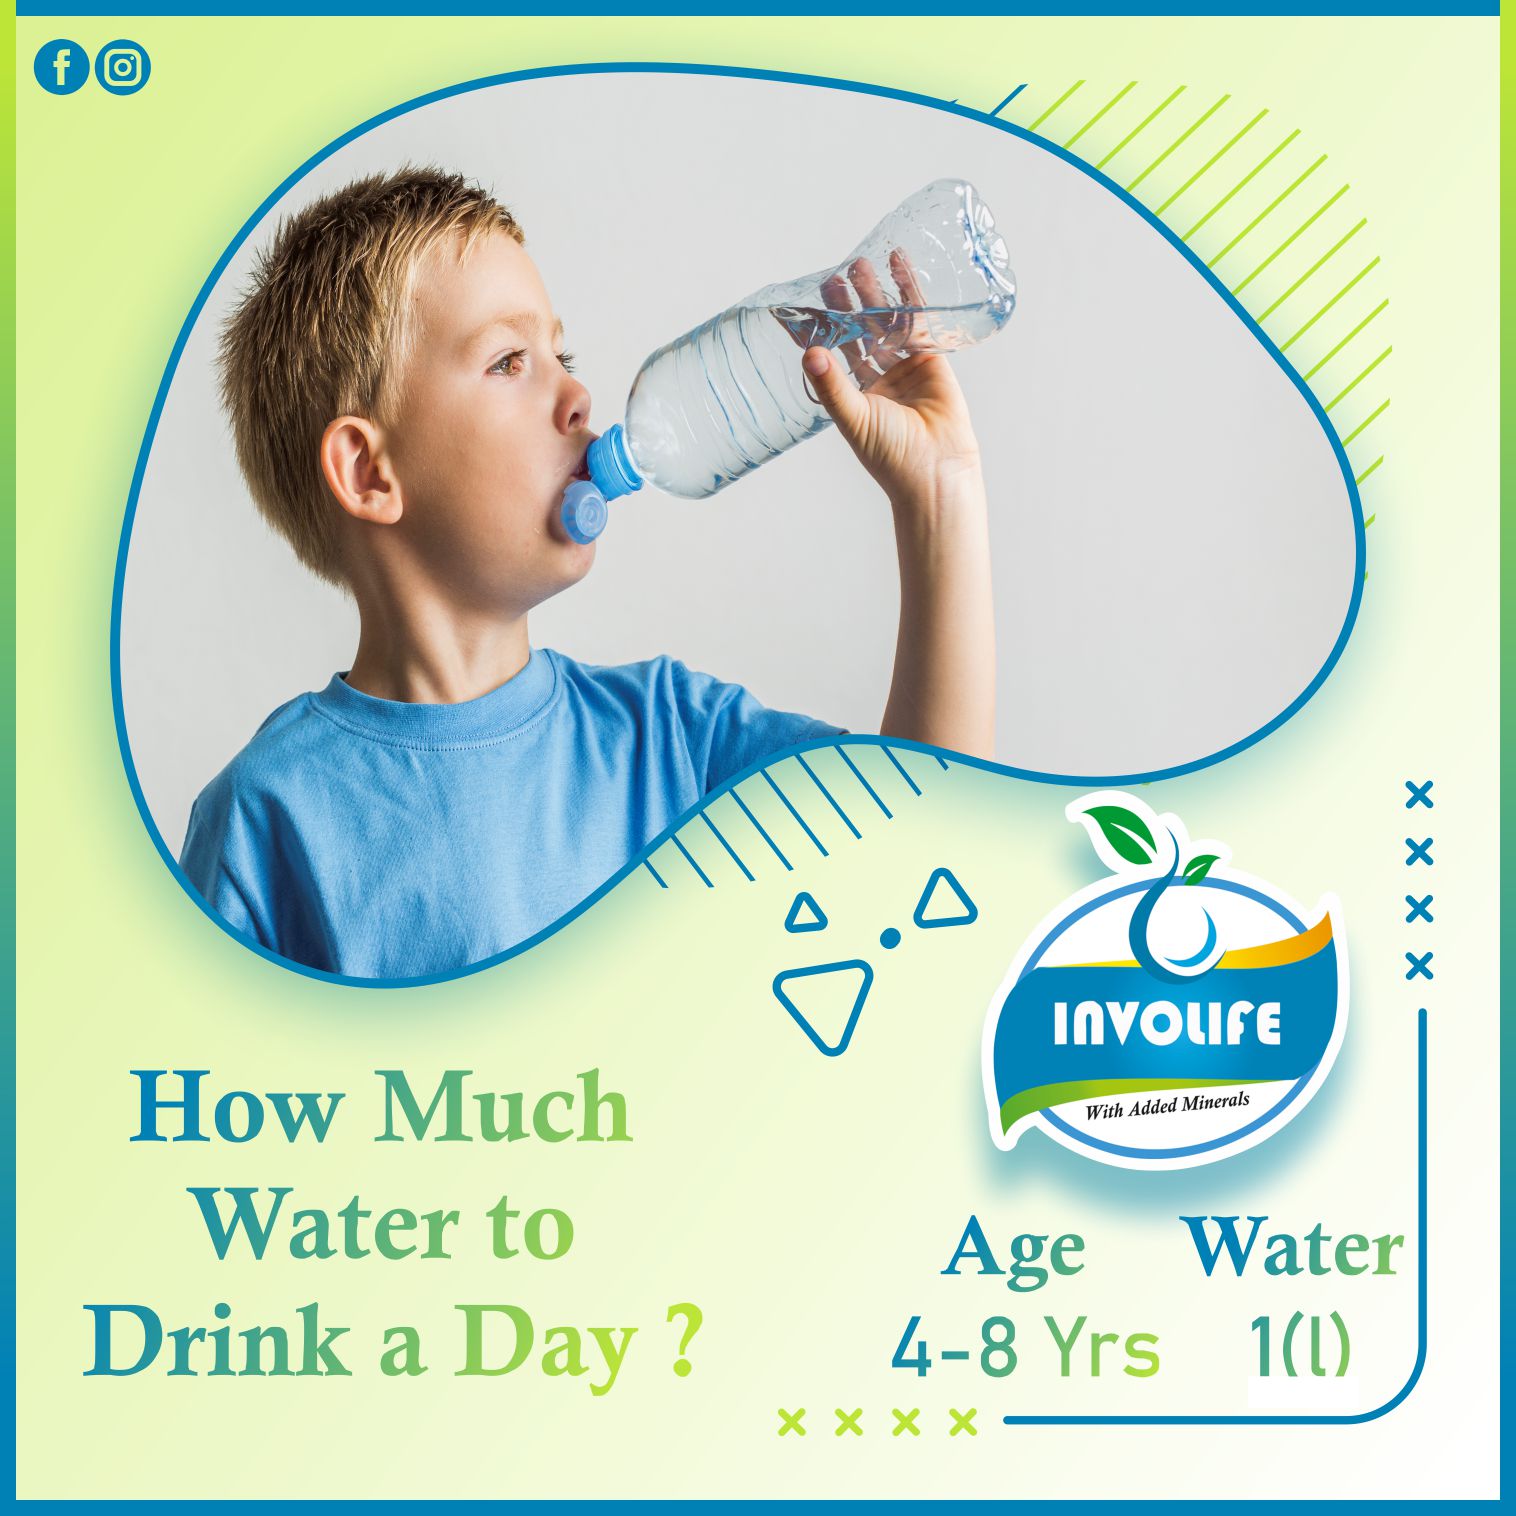 INVOLIFE
With Added Minerals
How Much
Water to
Drink a Day ?
Age Water
4-8 Yrs 1(l)